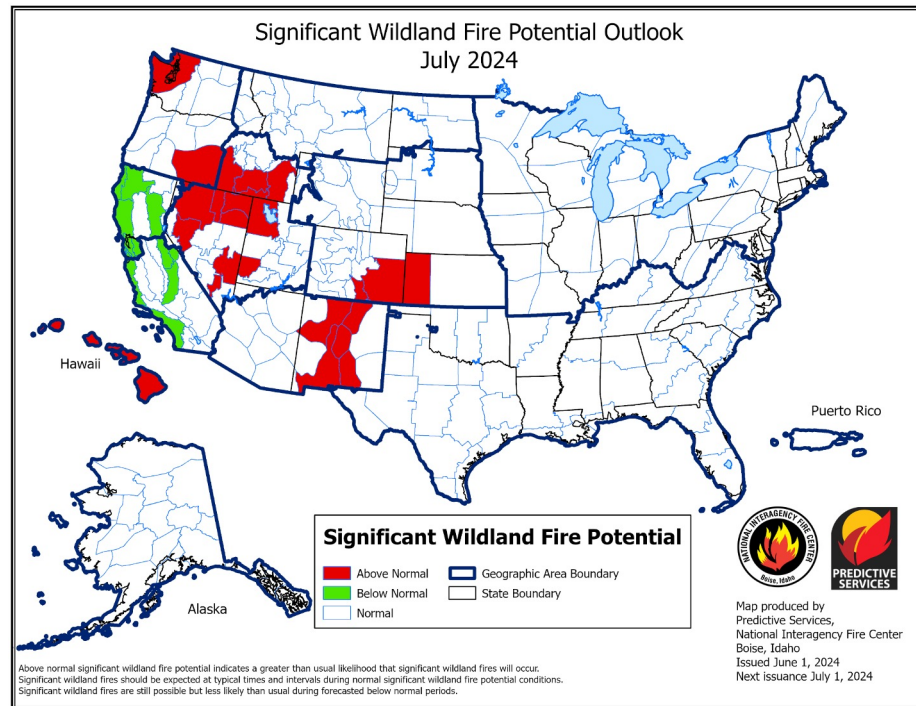 Significant Wildland Fire Potential Outlook
July 2024
Hawaii
Puerto Rico
Alaska
Significant Wildland Fire Potential
Above Normal
Below Normal
Normal
Geographic Area Boundary
State Boundary
NATIONAL INTERAGENCY FIRE CENTER
Boise, Idaho
PREDICTIVE
SERVICES
Map produced by
Predictive Services,
National Interagency Fire Center
Boise, Idaho
Issued June 1, 2024
Next issuance July 1, 2024
Above normal significant wildland fire potential indicates a greater than usual likelihood that significant wildland fires will occur.
Significant wildland fires should be expected at typical times and intervals during normal significant wildland fire potential conditions.
Significant wildland fires are still possible but less likely than usual during forecasted below normal periods.